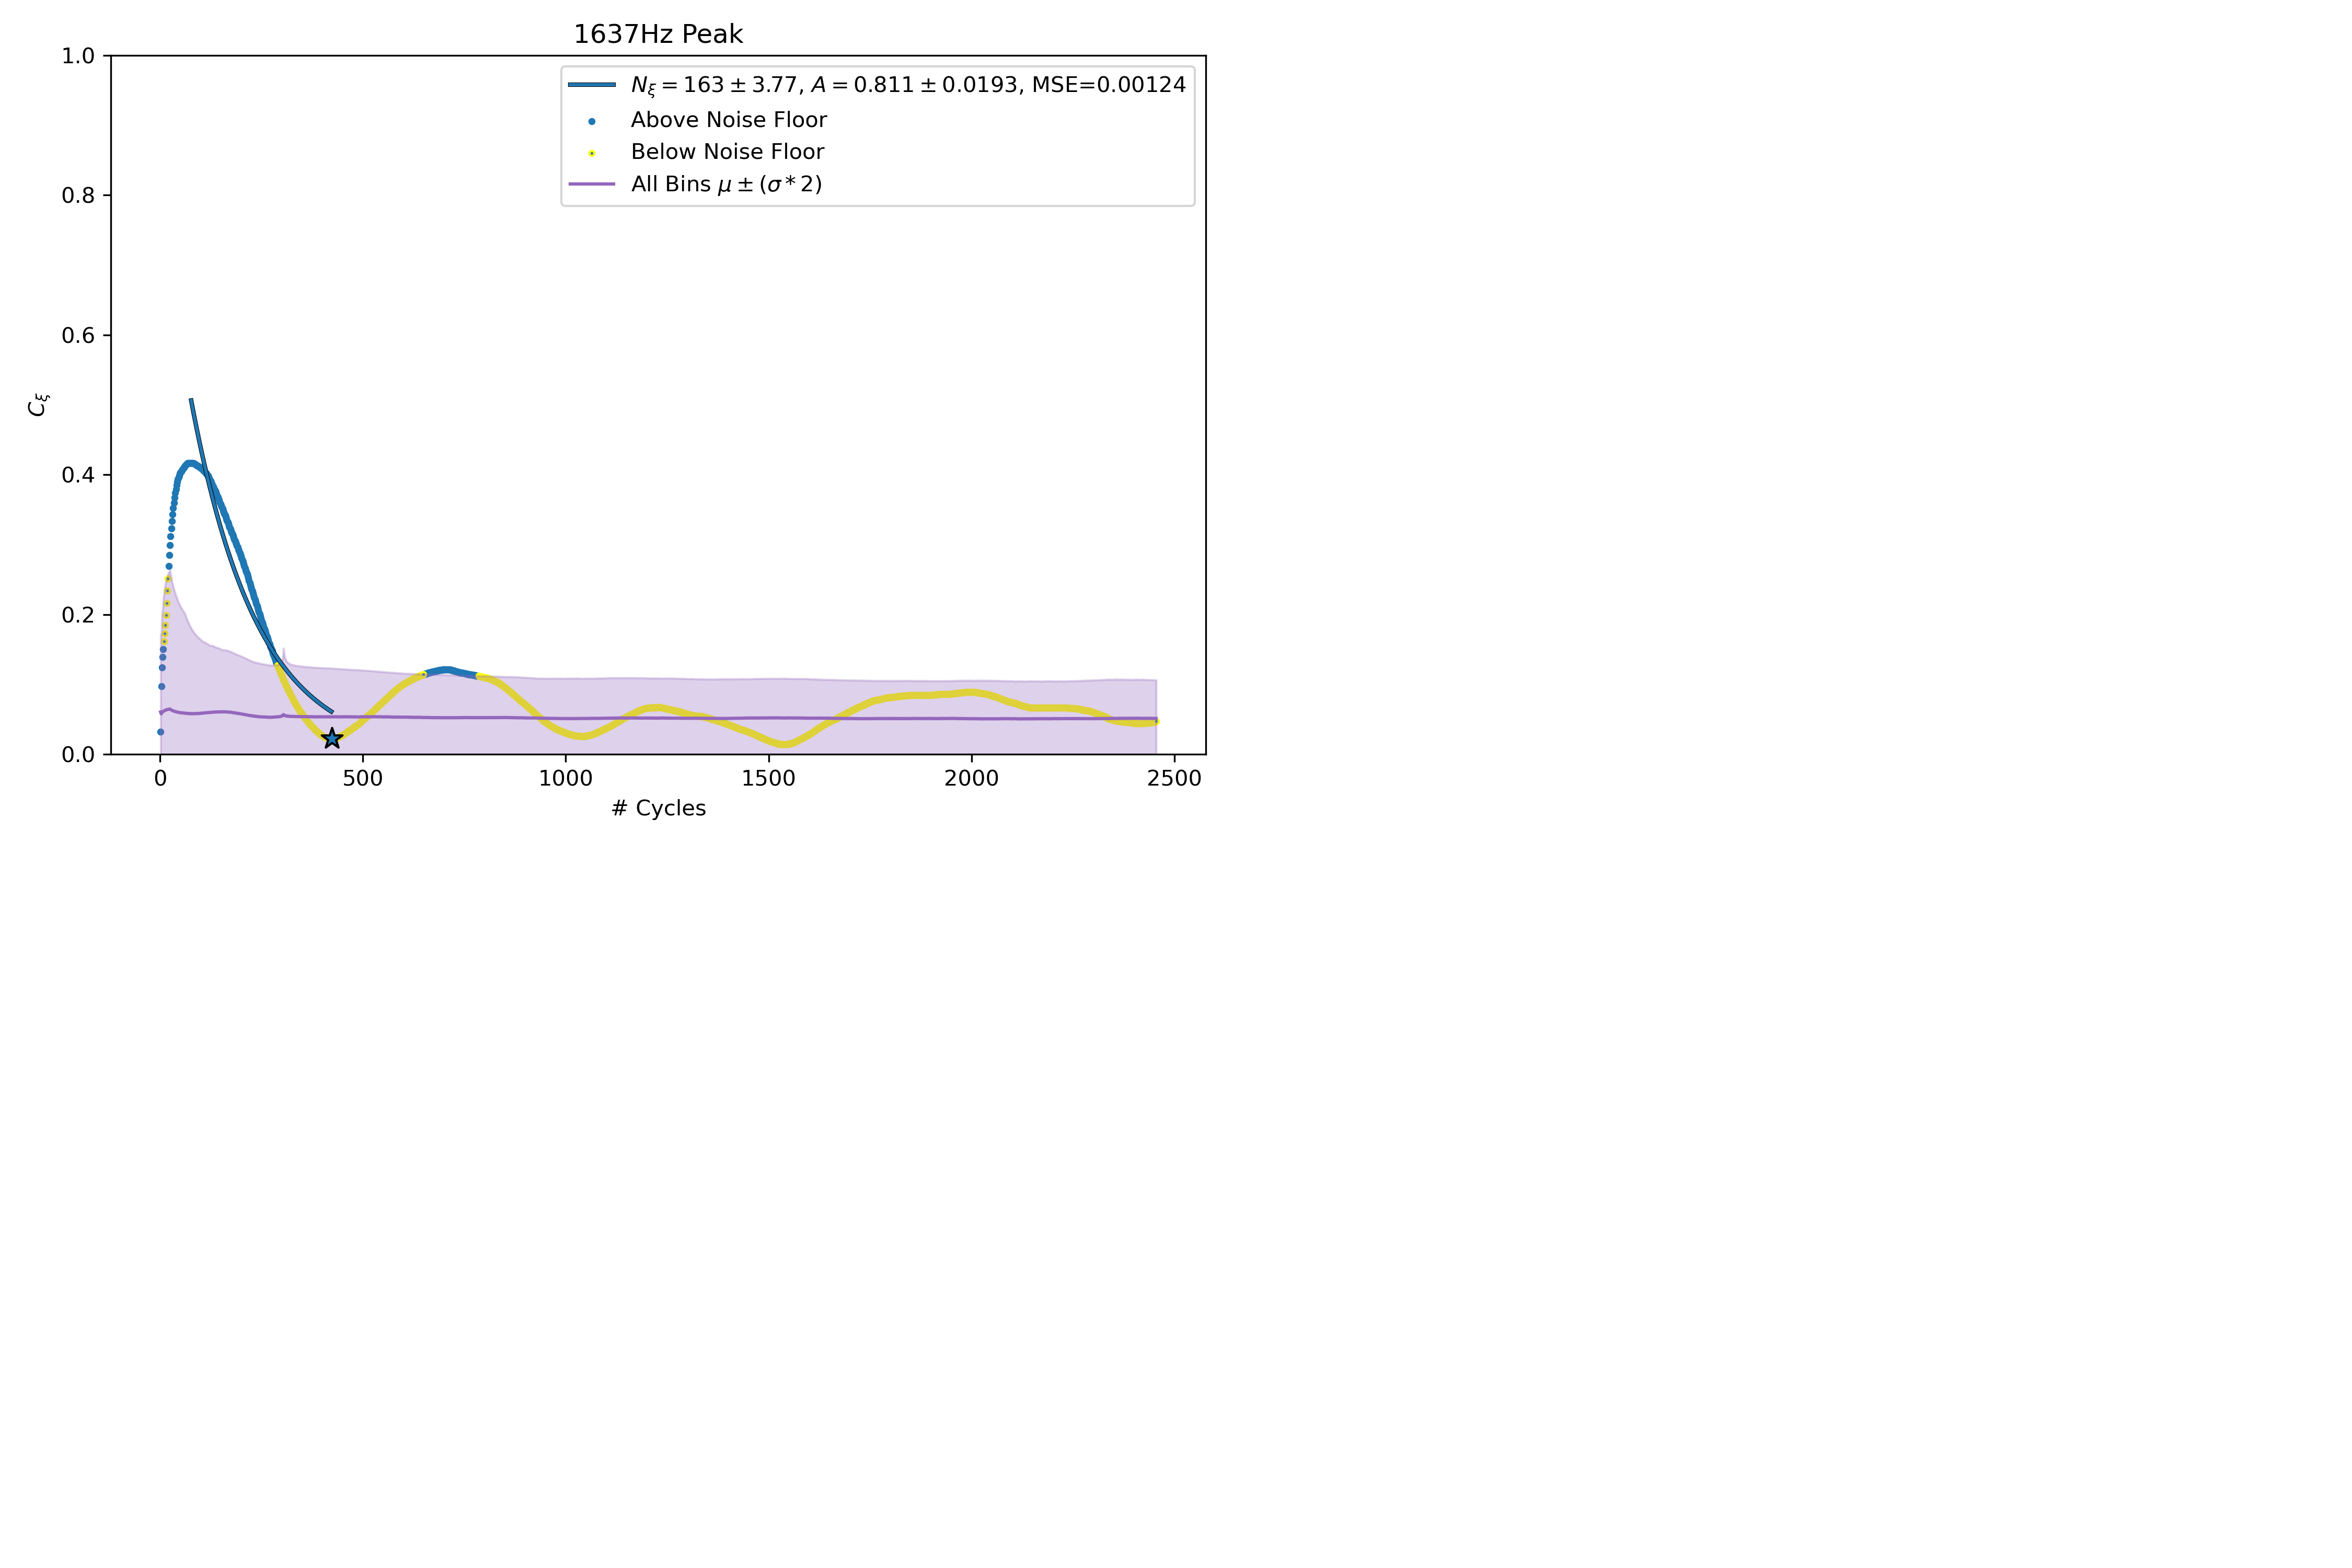 1637Hz Peak
N_ξ = 163 ± 3.77, A = 0.811 ± 0.0193, MSE=0.00124
Above Noise Floor
Below Noise Floor
All Bins μ ± (σ * 2)
1.0
0.8
0.6
0.4
0.2
0.0
C_ξ
0 500 1000 1500 2000 2500
# Cycles